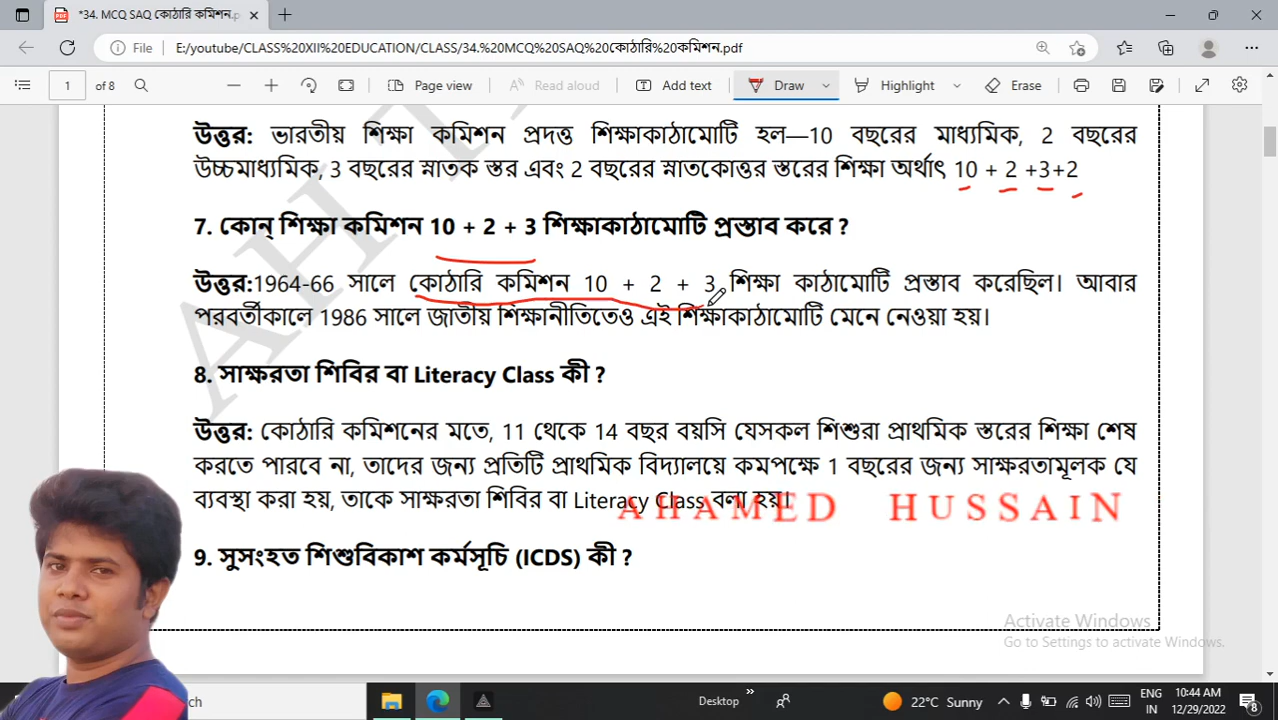 *34. MCQ SAQ কোঠারি কমিশন.p
File E:/youtube/CLASS%20XII%20EDUCATION/CLASS/34.%20MCQ%20SAQ%20কোঠারি%20কমিশন.pdf
1 of 8 Page view Read aloud Add text Draw Highlight Erase
উত্তর: ভারতীয় শিক্ষা কমিশন প্রদত্ত শিক্ষাকাঠামোটি হল—10 বছরের মাধ্যমিক, 2 বছরের
উচ্চমাধ্যমিক, 3 বছরের স্নাতক স্তর এবং 2 বছরের স্নাতকোত্তর স্তরের শিক্ষা অর্থাৎ 10 + 2 +3+2
7. কোন্ শিক্ষা কমিশন 10 + 2 + 3 শিক্ষাকাঠামোটি প্রস্তাব করে ?
উত্তর:1964-66 সালে কোঠারি কমিশন 10 + 2 + 3 শিক্ষা কাঠামোটি প্রস্তাব করেছিল। আবার
পরবর্তীকালে 1986 সালে জাতীয় শিক্ষানীতিতেও এই শিক্ষাকাঠামোটি মেনে নেওয়া হয়।
8. সাক্ষরতা শিবির বা Literacy Class কী ?
উত্তর: কোঠারি কমিশনের মতে, 11 থেকে 14 বছর বয়সি যেসকল শিশুরা প্রাথমিক স্তরের শিক্ষা শেষ
করতে পারবে না, তাদের জন্য প্রতিটি প্রাথমিক বিদ্যালয়ে কমপক্ষে 1 বছরের জন্য সাক্ষরতামূলক যে
ব্যবস্থা করা হয়, তাকে সাক্ষরতা শিবির বা Literacy Class বলা হয়।
AHAMED HUSSAIN
9. সুসংহত শিশুবিকাশ কর্মসূচি (ICDS) কী ?
Activate Windows
Go to Settings to activate Windows.
rch Desktop 22°C Sunny ENG IN 10:44 AM 12/29/2022 8